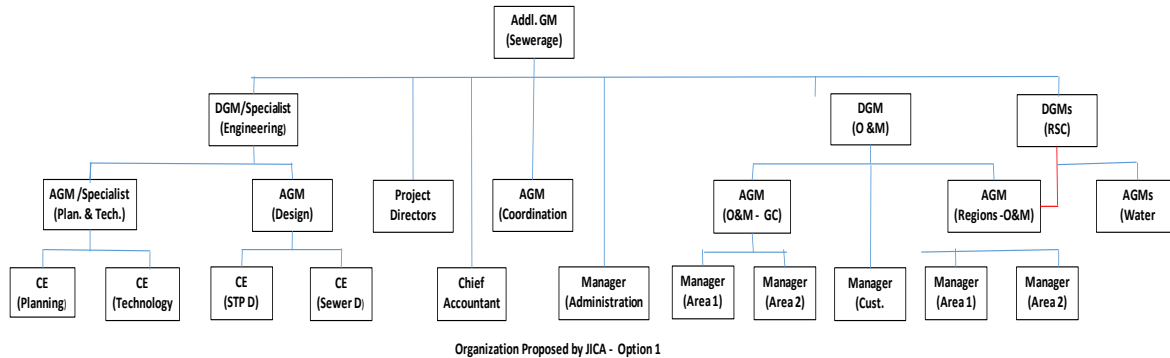 Addl. GM
(Sewerage)
DGM/Specialist
(Engineering)
DGM
(O &M)
DGMs
(RSC)
AGM /Specialist
(Plan. & Tech.)
AGM
(Design)
Project
Directors
AGM
(Coordination)
AGM
(O&M - GC)
AGM
(Regions -O&M)
AGMs
(Water
CE
(Planning)
CE
(Technology
CE
(STP D)
CE
(Sewer D)
Chief
Accountant
Manager
(Administration
Manager
(Area 1)
Manager
(Area 2)
Manager
(Cust.
Manager
(Area 1)
Manager
(Area 2)
Organization Proposed by JICA - Option 1